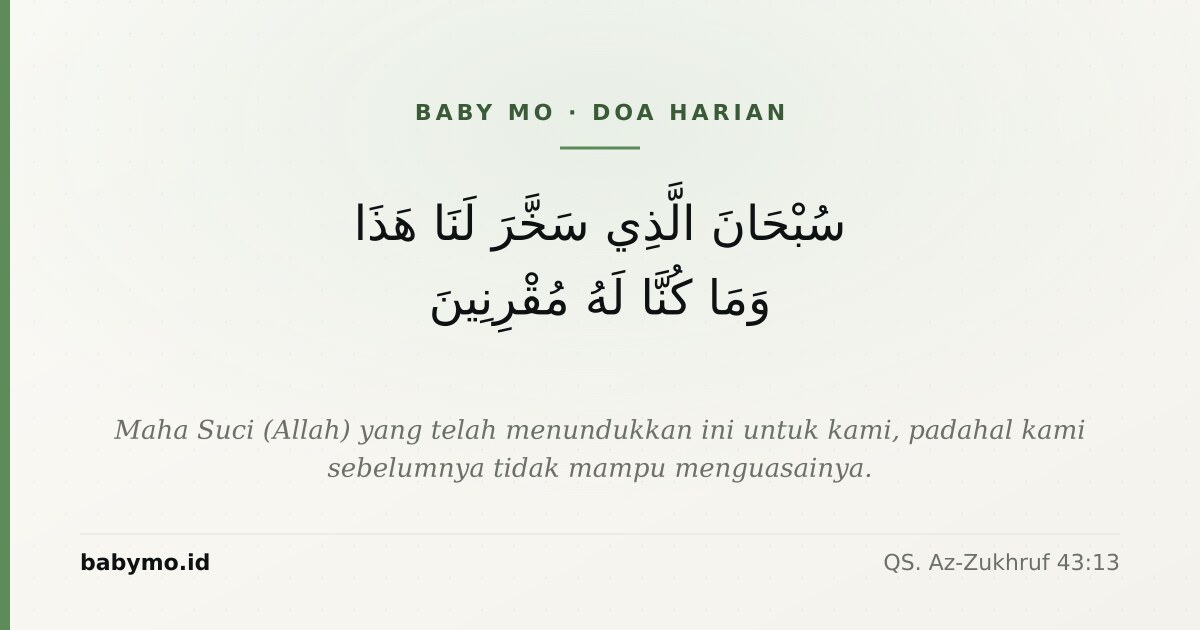 BABY MO · DOA HARIAN
سُبْحَانَ الَّذِي سَخَّرَ لَنَا هَذَا
وَمَا كُنَّا لَهُ مُقْرِنِينَ
Maha Suci (Allah) yang telah menundukkan ini untuk kami, padahal kami
sebelumnya tidak mampu menguasainya.
babymo.id
QS. Az-Zukhruf 43:13